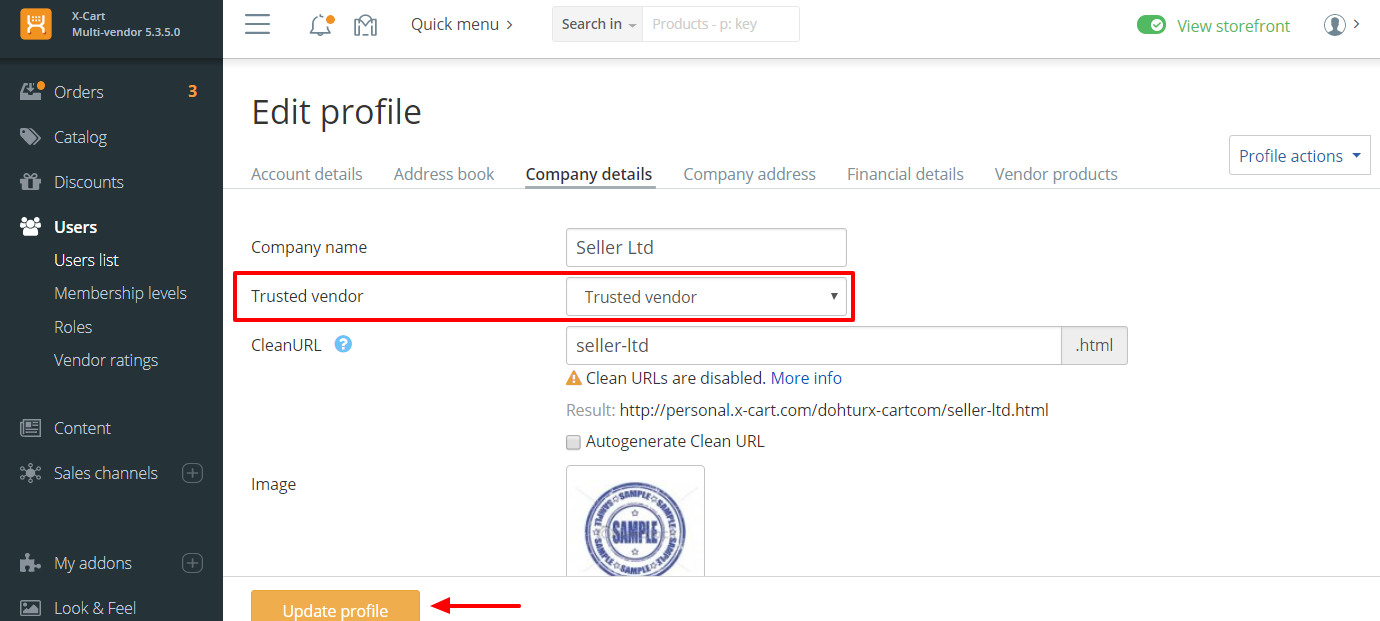 X-Cart
Multi-vendor 5.3.5.0
Quick menu
Search in
Products - p: key
View storefront
Orders 3
Catalog
Discounts
Users
Users list
Membership levels
Roles
Vendor ratings
Content
Sales channels
My addons
Look & Feel
Edit profile
Profile actions
Account details Address book Company details Company address Financial details Vendor products
Company name Seller Ltd
Trusted vendor Trusted vendor
CleanURL ? seller-ltd .html
Clean URLs are disabled. More info
Result: http://personal.x-cart.com/dohturx-cartcom/seller-ltd.html
Autogenerate Clean URL
Image
SAMPLE SAMPLE SAMPLE SAMPLE SAMPLE
SAMPLE
Update profile